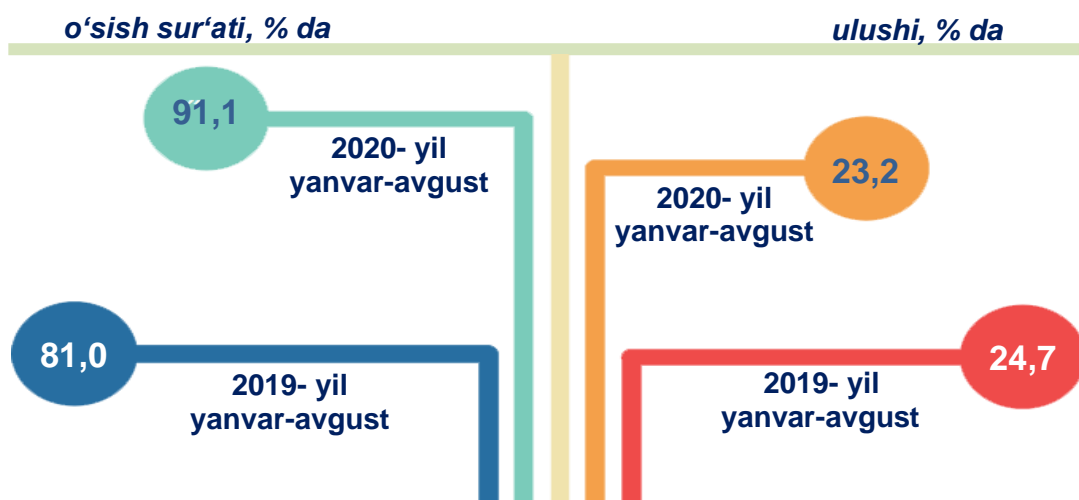 o‘sish sur‘ati, % da
ulushi, % da
91,1
2020- yil
yanvar-avgust
23,2
2020- yil
yanvar-avgust
81,0
2019- yil
yanvar-avgust
24,7
2019- yil
yanvar-avgust